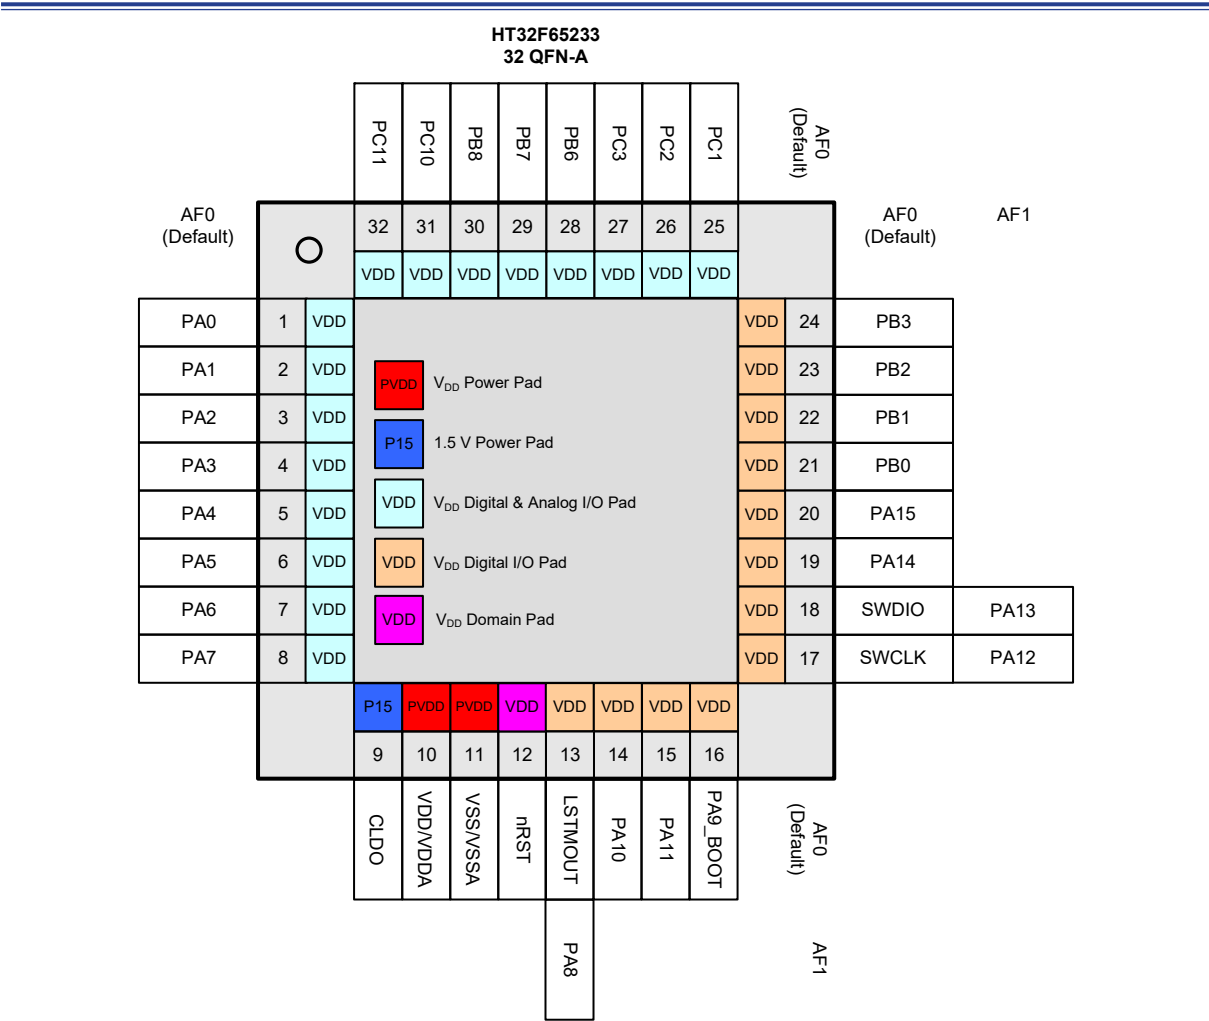 HT32F65233
32 QFN-A
PC11 PC10 PB8 PB7 PB6 PC3 PC2 PC1 AF0
(Default)
AF0
(Default)
32 31 30 29 28 27 26 25
AF0
(Default)
AF1
VDD VDD VDD VDD VDD VDD VDD VDD
PA0 1 VDD VDD 24 PB3
PA1 2 VDD VDD 23 PB2
PVDD VDD Power Pad
PA2 3 VDD VDD 22 PB1
P15 1.5 V Power Pad
PA3 4 VDD VDD 21 PB0
VDD VDD Digital & Analog I/O Pad
PA4 5 VDD VDD 20 PA15
PA5 6 VDD VDD 19 PA14
VDD VDD Digital I/O Pad
PA6 7 VDD VDD 18 SWDIO PA13
VDD VDD Domain Pad
PA7 8 VDD VDD 17 SWCLK PA12
P15 PVDD PVDD VDD VDD VDD VDD VDD
9 10 11 12 13 14 15 16
CLDO VDD/VDDA VSS/VSSA nRST LSTMOUT PA10 PA11 PA9_BOOT AF0
(Default)
PA8 AF1